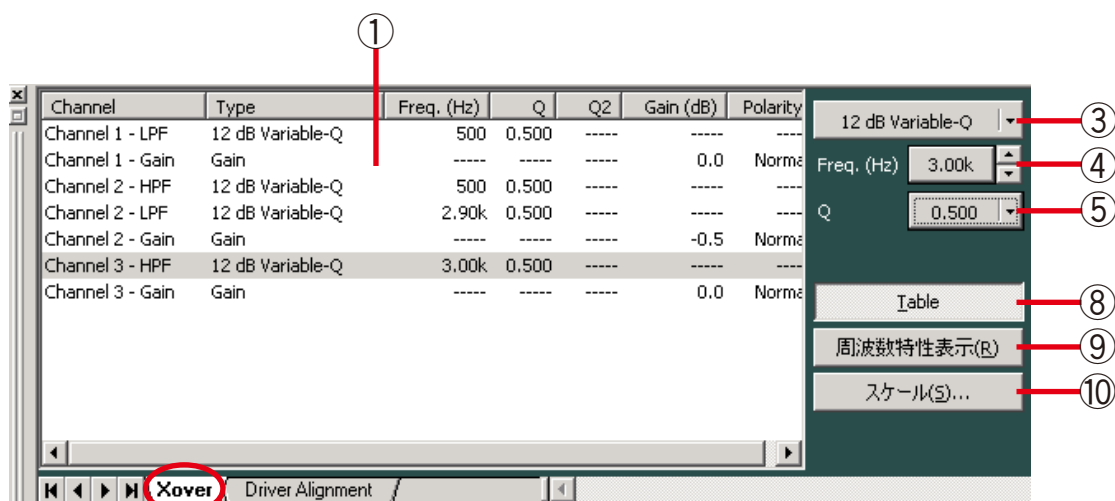 ①
Channel Type Freq. (Hz) Q Q2 Gain (dB) Polarity
Channel 1 - LPF 12 dB Variable-Q 500 0.500 ----- ----- ----
Channel 1 - Gain Gain ----- ----- ----- 0.0 Norma
Channel 2 - HPF 12 dB Variable-Q 500 0.500 ----- ----- ----
Channel 2 - LPF 12 dB Variable-Q 2.90k 0.500 ----- ----- ----
Channel 2 - Gain Gain ----- ----- ----- -0.5 Norma
Channel 3 - HPF 12 dB Variable-Q 3.00k 0.500 ----- ----- ----
Channel 3 - Gain Gain ----- ----- ----- 0.0 Norma
12 dB Variable-Q ③
Freq. (Hz) 3.00k ④
Q 0.500 ⑤
Table ⑧
周波数特性表示(R) ⑨
スケール(S)... ⑩
Xover Driver Alignment